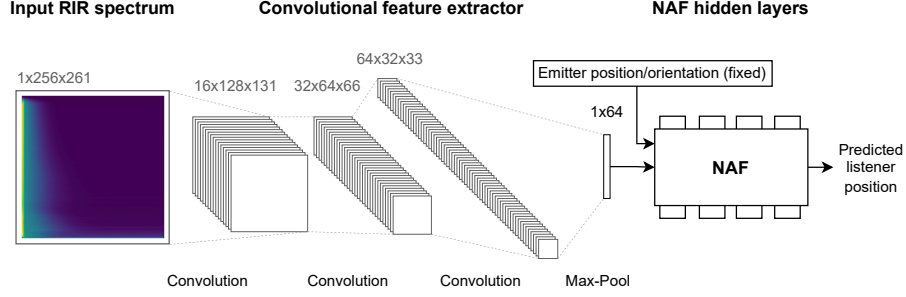 Input RIR spectrum
Convolutional feature extractor
NAF hidden layers
1x256x261
16x128x131
32x64x66
64x32x33
Emitter position/orientation (fixed)
1x64
NAF
Predicted
listener
position
Convolution
Convolution
Convolution
Max-Pool